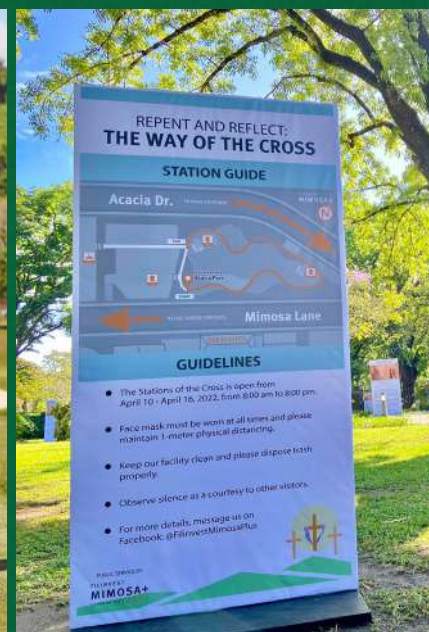 REPENT AND REFLECT:
THE WAY OF THE CROSS
STATION GUIDE
Acacia Dr.
MIMOSA+
N
START
Mimosa Lane
GUIDELINES
● The Stations of the Cross is open from
April 10 - April 16, 2022, from 8:00 am to 8:00 pm.
● Face mask must be worn at all times and please
maintain 1-meter physical distancing.
● Keep our facility clean and please dispose trash
properly.
● Observe silence as a courtesy to other visitors.
● For more details, message us on
Facebook: @FilinvestMimosaPlus
FILINVEST
MIMOSA+